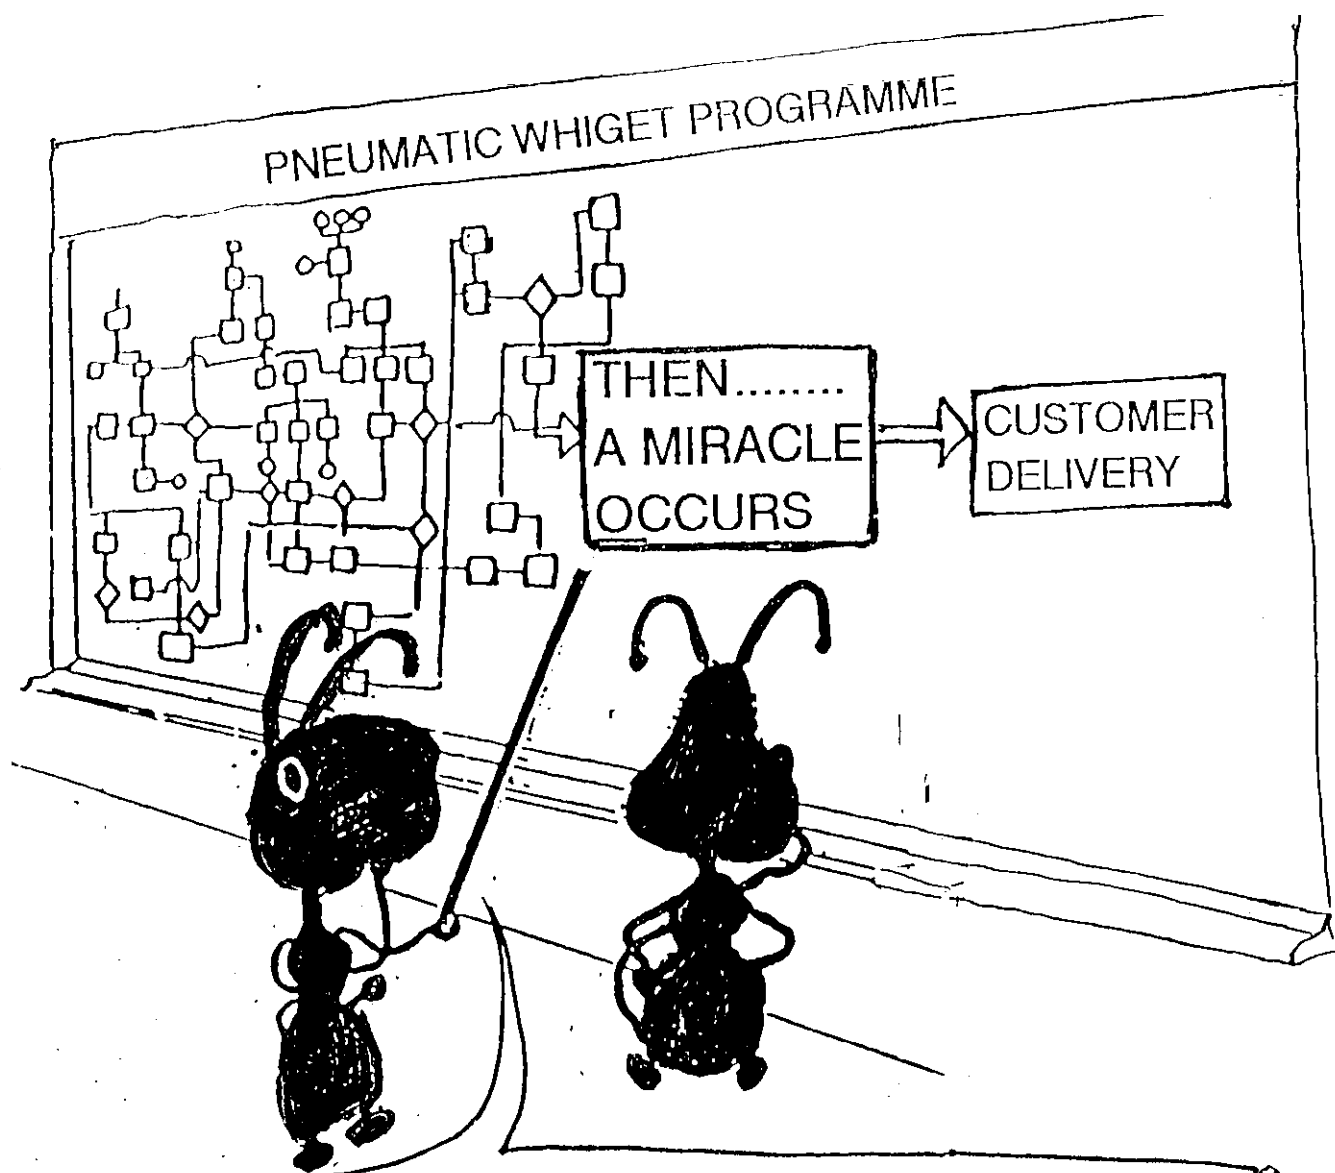 PNEUMATIC WHIGET PROGRAMME
THEN........
A MIRACLE
OCCURS
CUSTOMER
DELIVERY